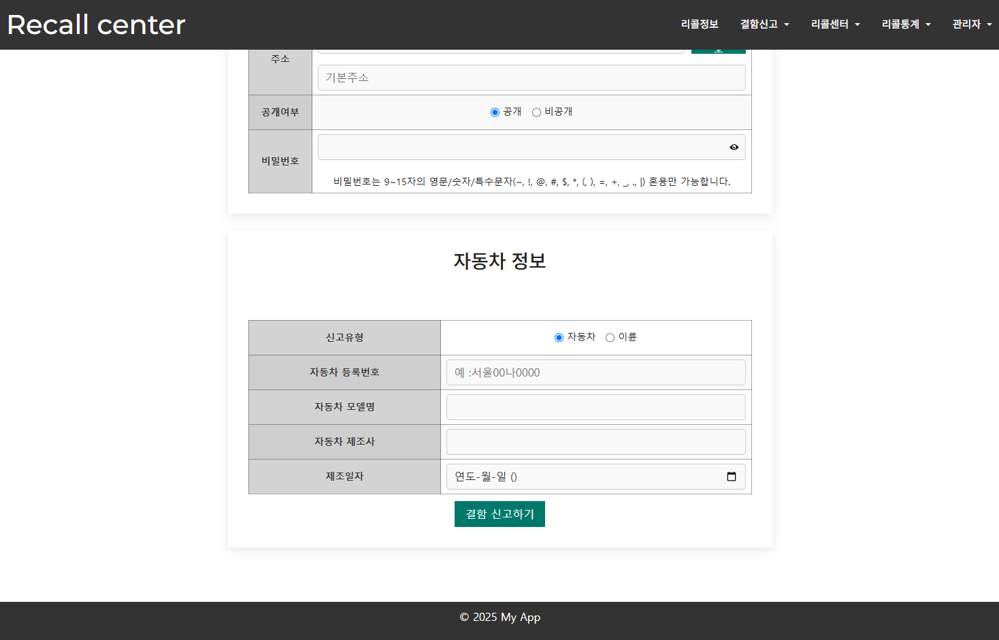 Recall center
리콜정보 결함신고 리콜센터 리콜통계 관리자
주소
기본주소
공개여부 공개 비공개
비밀번호
비밀번호는 9~15자의 영문/숫자/특수문자(~, !, @, #, $, *, (, ), =, +, _, ., |) 혼용만 가능합니다.
자동차 정보
신고유형 자동차 이륜
자동차 등록번호 예 :서울00나0000
자동차 모델명
자동차 제조사
제조일자 연도-월-일 ()
결함 신고하기
© 2025 My App